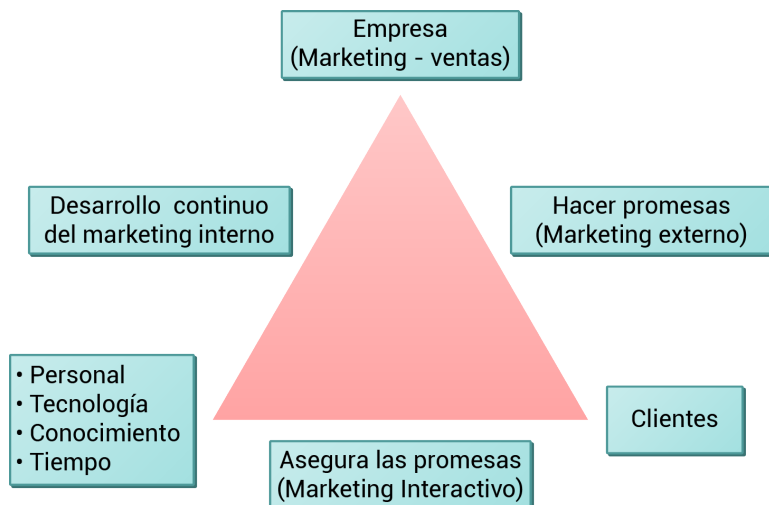 Empresa
(Marketing - ventas)
Desarrollo continuo
del marketing interno
Hacer promesas
(Marketing externo)
• Personal
• Tecnología
• Conocimiento
• Tiempo
Clientes
Asegura las promesas
(Marketing Interactivo)